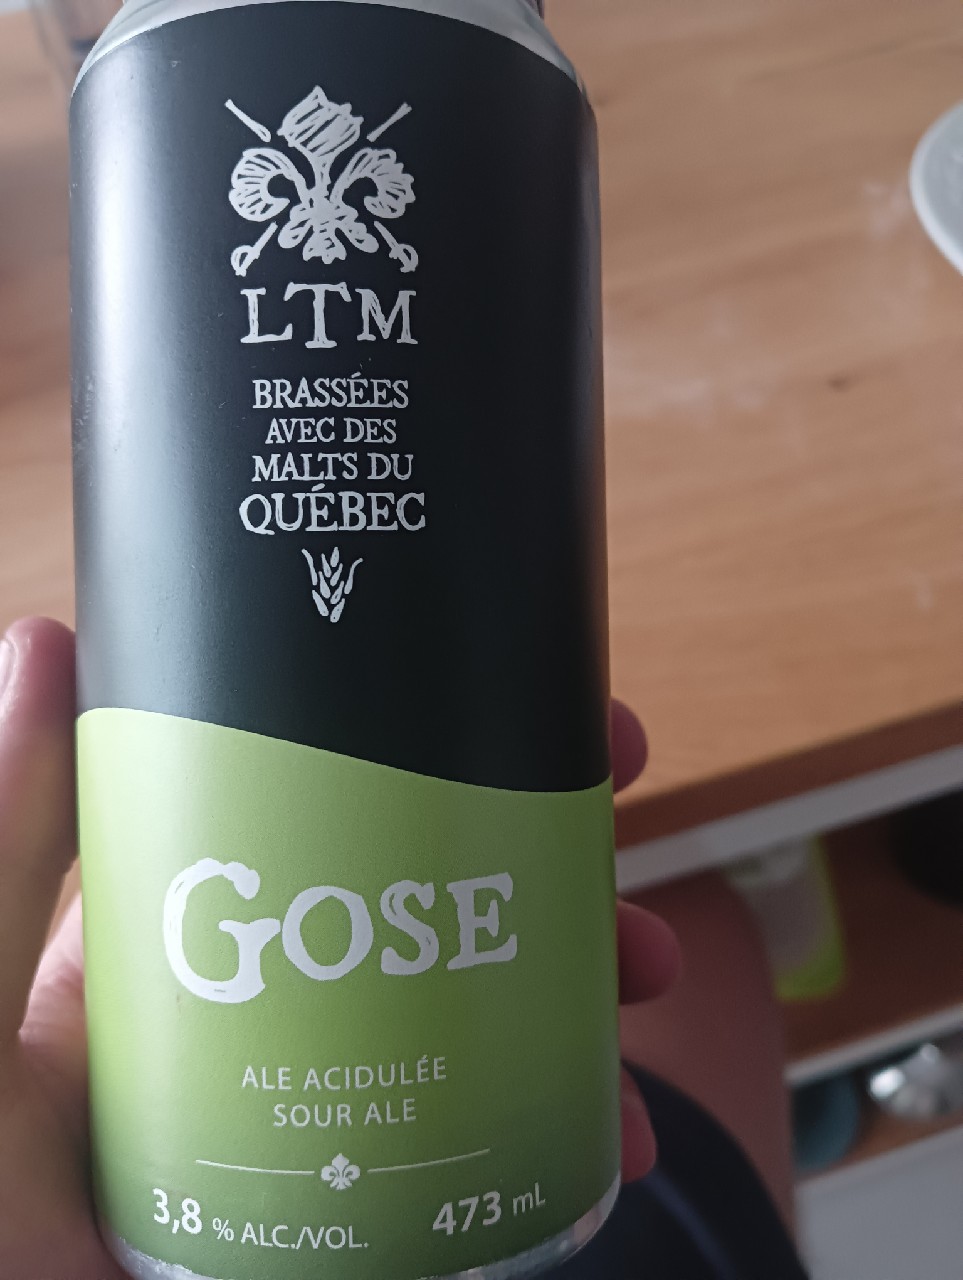 LTM
BRASSÉES
AVEC DES
MALTS DU
QUÉBEC
GOSE
ALE ACIDULÉE
SOUR ALE
3,8 % ALC./VOL. 473 mL